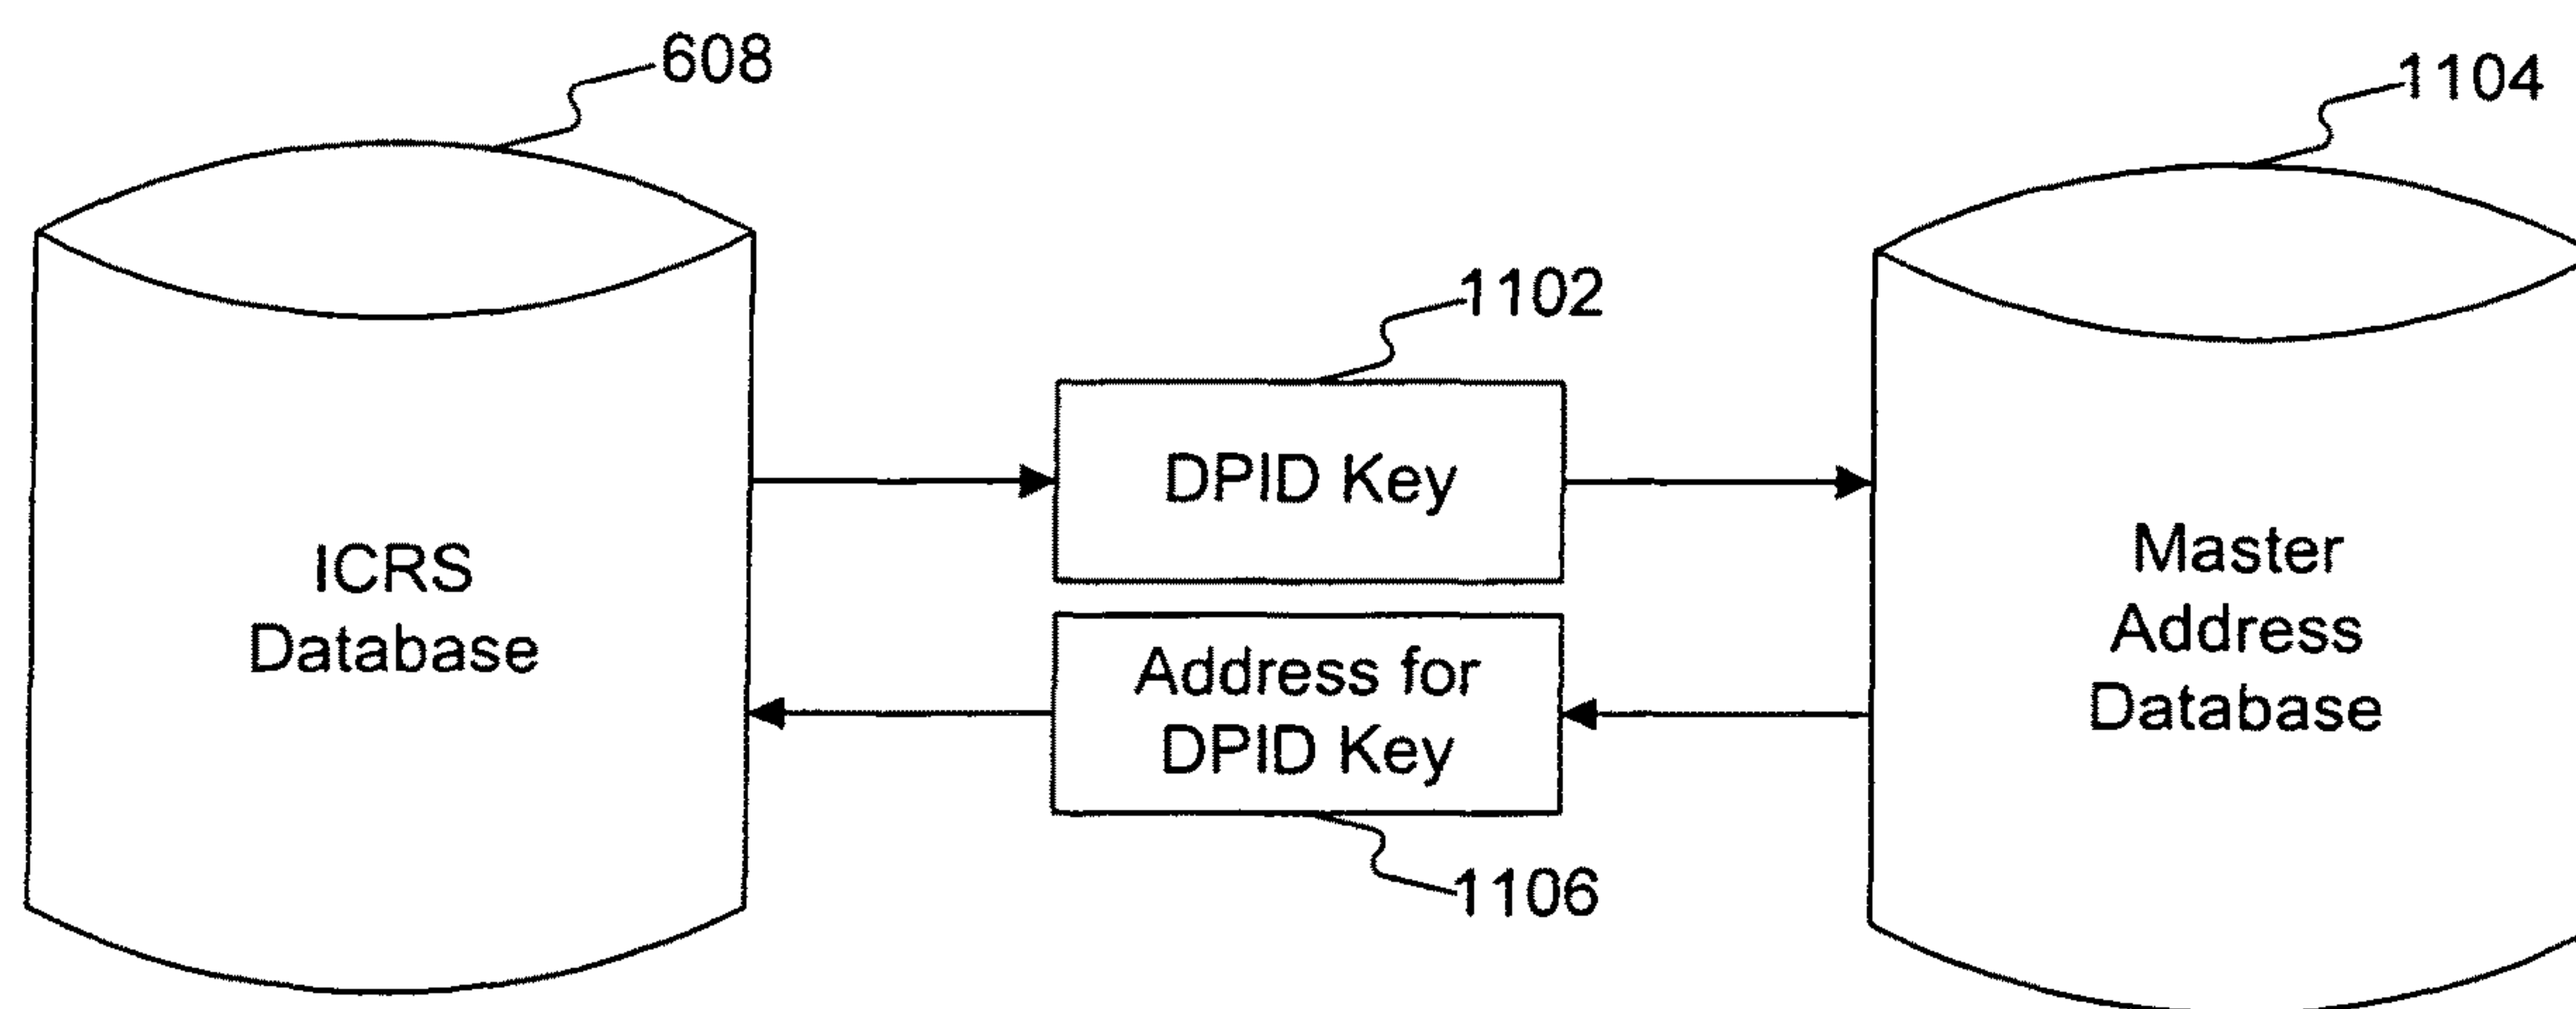 608
1104
1102
DPID Key
ICRS
Database
Master
Address
Database
Address for
DPID Key
1106